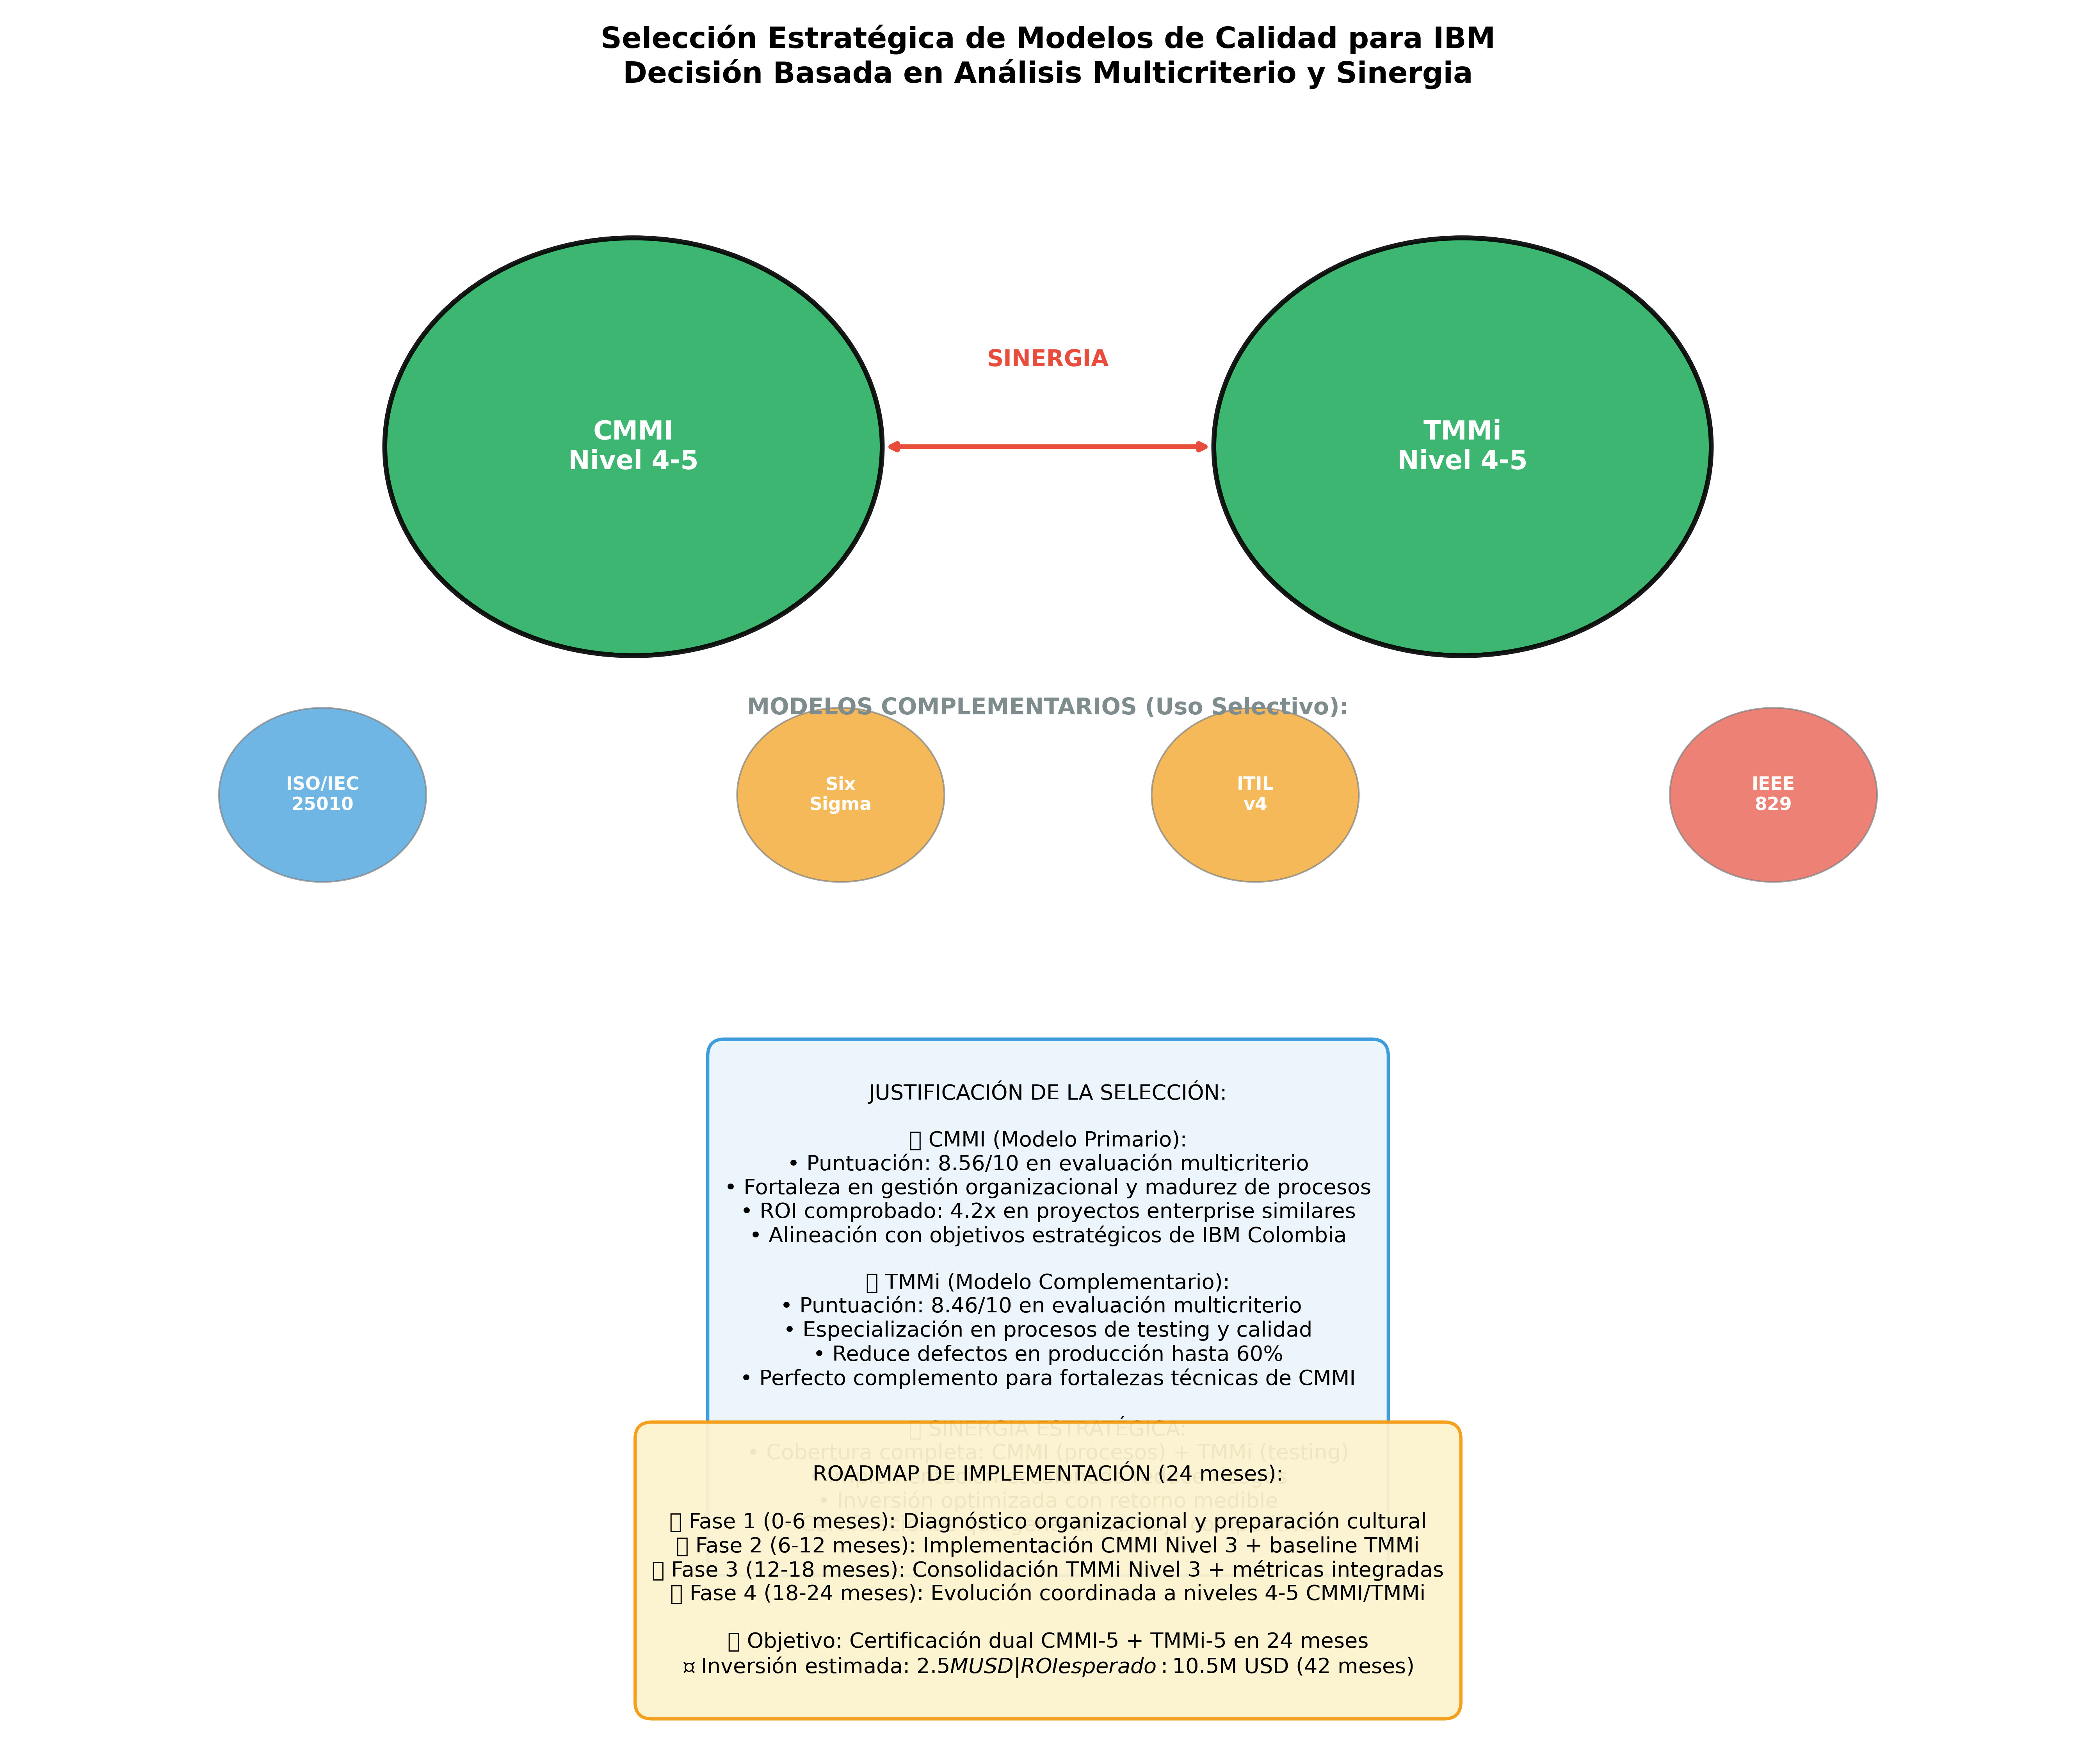 Selección Estratégica de Modelos de Calidad para IBM
Decisión Basada en Análisis Multicriterio y Sinergia
SINERGIA
CMMI
Nivel 4-5
TMMi
Nivel 4-5
MODELOS COMPLEMENTARIOS (Uso Selectivo):
ISO/IEC
25010
Six
Sigma
ITIL
v4
IEEE
829
JUSTIFICACIÓN DE LA SELECCIÓN:
CMMI (Modelo Primario):
• Puntuación: 8.56/10 en evaluación multicriterio
• Fortaleza en gestión organizacional y madurez de procesos
• ROI comprobado: 4.2x en proyectos enterprise similares
• Alineación con objetivos estratégicos de IBM Colombia
TMMi (Modelo Complementario):
• Puntuación: 8.46/10 en evaluación multicriterio
• Especialización en procesos de testing y calidad
• Reduce defectos en producción hasta 60%
• Perfecto complemento para fortalezas técnicas de CMMI
SINERGIA ESTRATÉGICA:
• Cobertura completa: CMMI (procesos) + TMMi (testing)
• Inversión optimizada con retorno medible
ROADMAP DE IMPLEMENTACIÓN (24 meses):
Fase 1 (0-6 meses): Diagnóstico organizacional y preparación cultural
Fase 2 (6-12 meses): Implementación CMMI Nivel 3 + baseline TMMi
Fase 3 (12-18 meses): Consolidación TMMi Nivel 3 + métricas integradas
Fase 4 (18-24 meses): Evolución coordinada a niveles 4-5 CMMI/TMMi
Objetivo: Certificación dual CMMI-5 + TMMi-5 en 24 meses
¤ Inversión estimada: 2.5MUSD|ROIesperado:10.5M USD (42 meses)